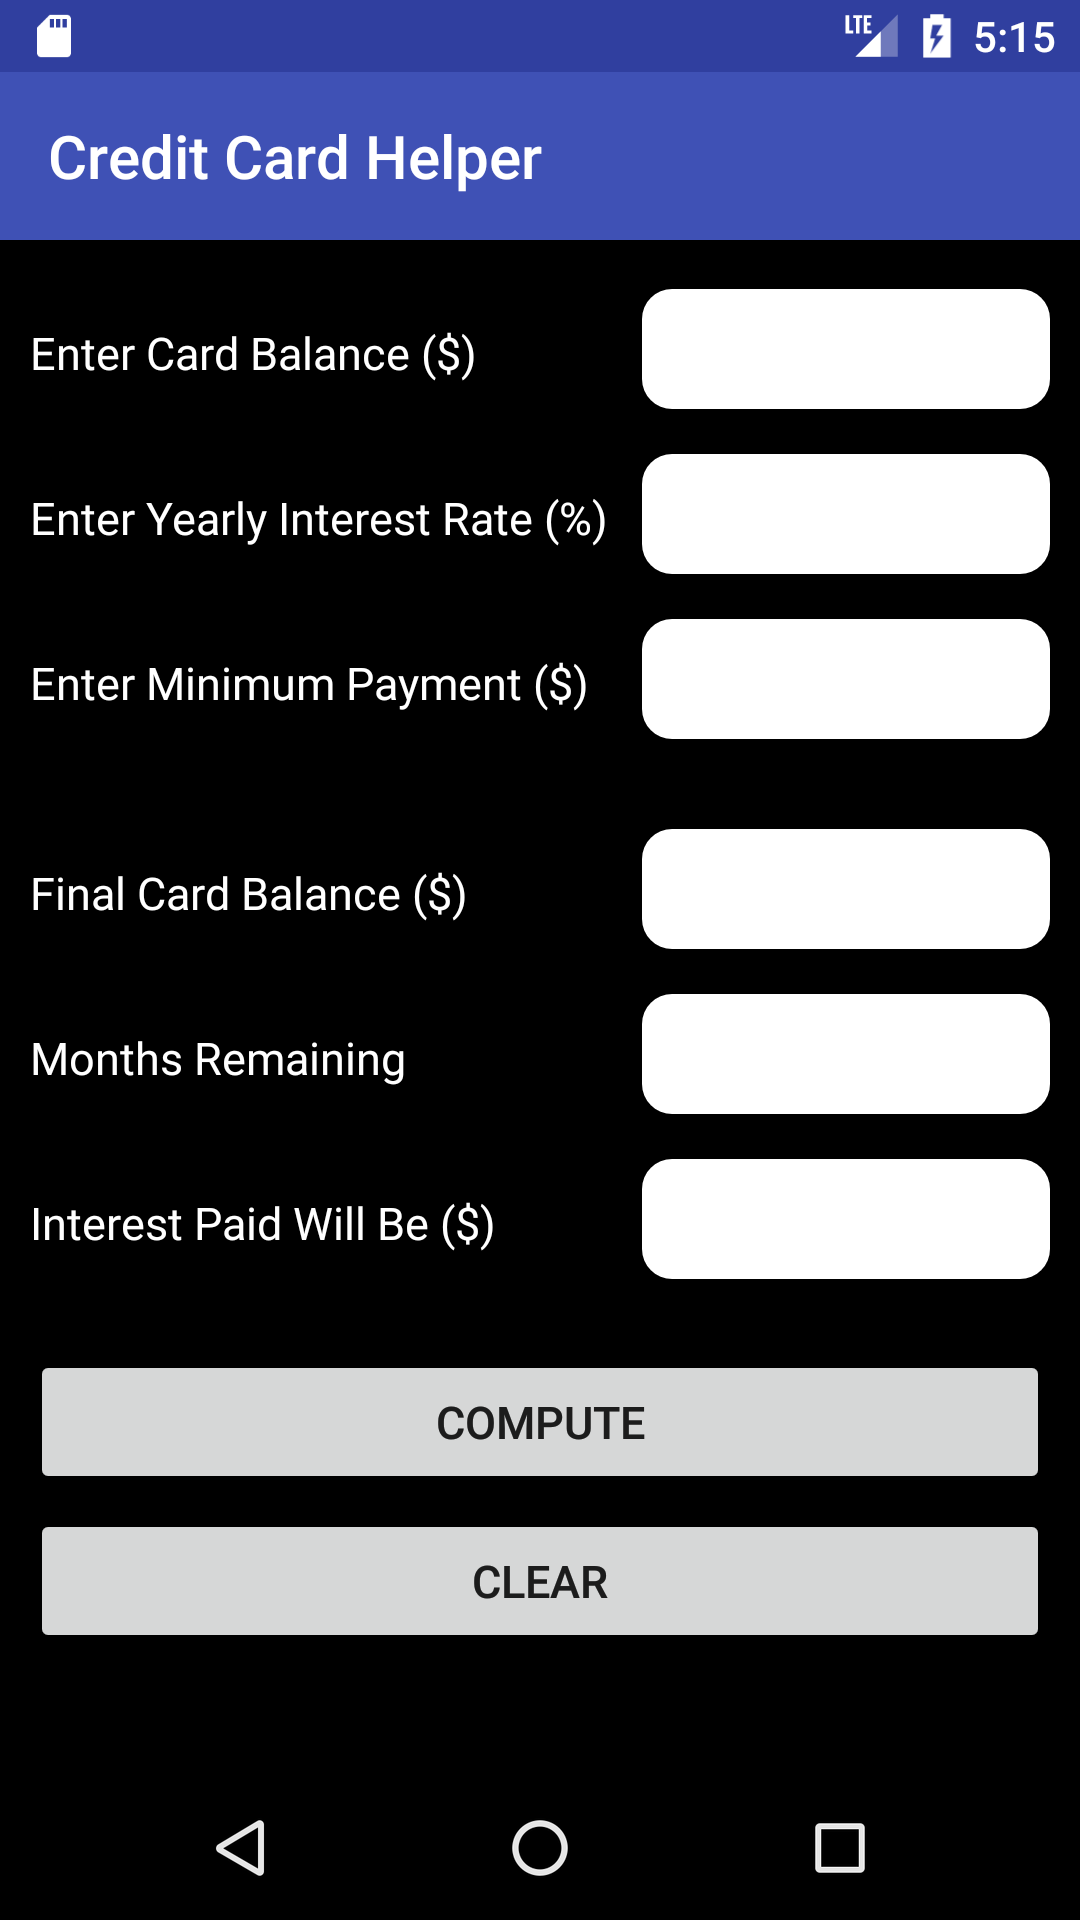 LTE 5:15
Credit Card Helper
Enter Card Balance ($)
Enter Yearly Interest Rate (%)
Enter Minimum Payment ($)
Final Card Balance ($)
Months Remaining
Interest Paid Will Be ($)
COMPUTE
CLEAR